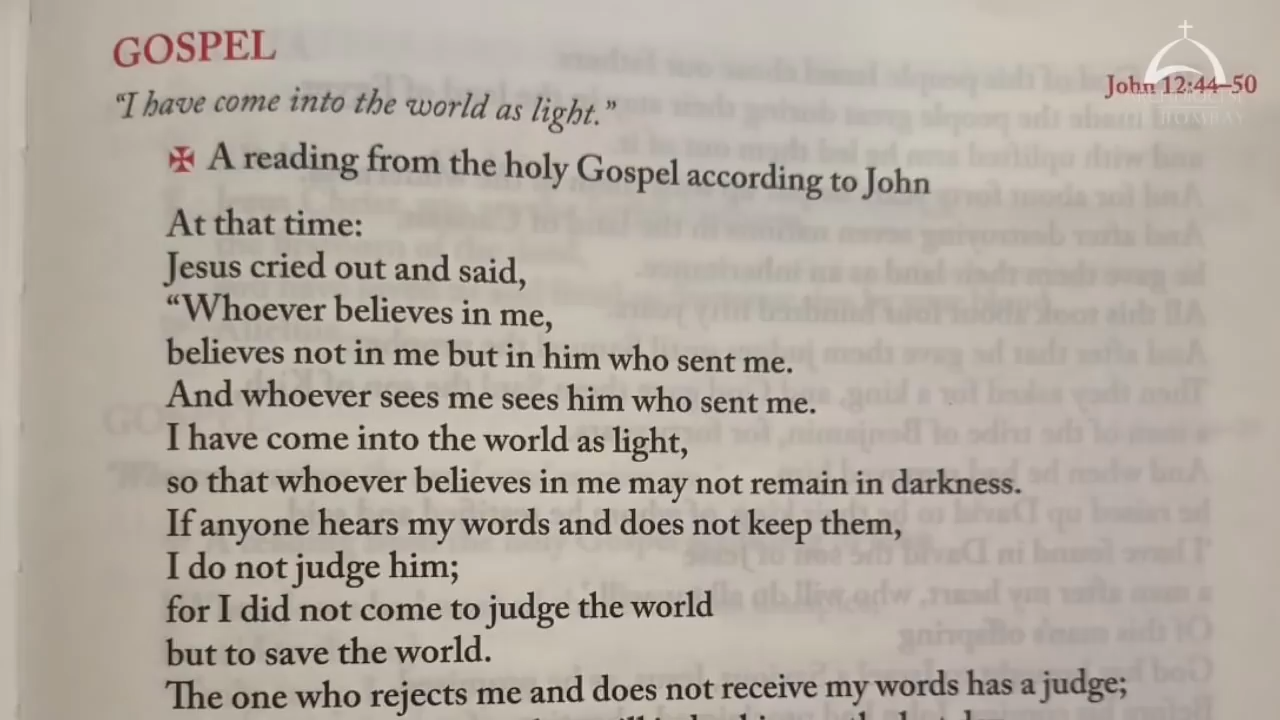 GOSPEL
John 12:44–50
“I have come into the world as light.”
✠ A reading from the holy Gospel according to John
At that time:
Jesus cried out and said,
“Whoever believes in me,
believes not in me but in him who sent me.
And whoever sees me sees him who sent me.
I have come into the world as light,
so that whoever believes in me may not remain in darkness.
If anyone hears my words and does not keep them,
I do not judge him;
for I did not come to judge the world
but to save the world.
The one who rejects me and does not receive my words has a judge;